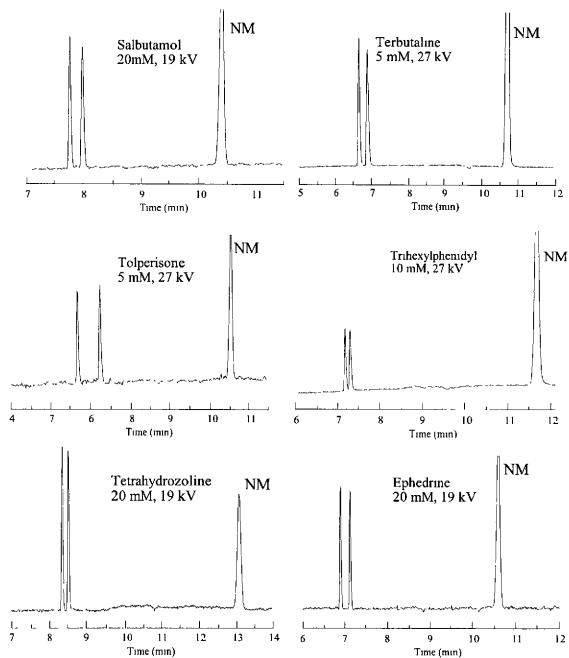 Salbutamol
20mM, 19 kV
NM
7 8 9 10 11
Time (min)
Terbutaline
5 mM, 27 kV
NM
5 6 7 8 9 10 11 12
Time (min)
Tolperisone
5 mM, 27 kV
NM
4 5 6 7 8 9 10 11
Time (min)
Trihexylphenidyl
10 mM, 27 kV
NM
6 7 8 9 10 11 12
Time (min)
Tetrahydrozoline
20 mM, 19 kV
NM
7 8 9 10 11 12 13 14
Time (min)
Ephedrine
20 mM, 19 kV
NM
6 7 8 9 10 11 12
Time (min)